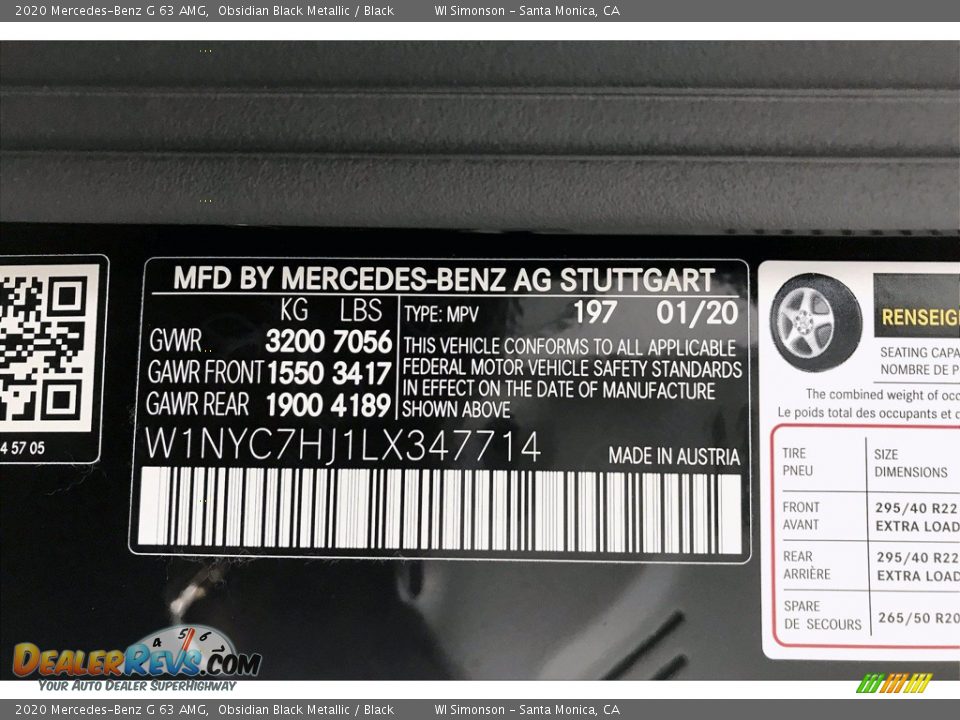 2020 Mercedes-Benz G 63 AMG, Obsidian Black Metallic / Black WI Simonson - Santa Monica, CA
MFD BY MERCEDES-BENZ AG STUTTGART
KG LBS
GVWR 3200 7056
GAWR FRONT 1550 3417
GAWR REAR 1900 4189
TYPE: MPV 197 01/20
THIS VEHICLE CONFORMS TO ALL APPLICABLE
FEDERAL MOTOR VEHICLE SAFETY STANDARDS
IN EFFECT ON THE DATE OF MANUFACTURE
SHOWN ABOVE
W1NYC7HJ1LX347714
MADE IN AUSTRIA
4 57 05
RENSEIG
SEATING CAPA
NOMBRE DE P
The combined weight of occ
Le poids total des occupants et d
TIRE SIZE
PNEU DIMENSIONS
FRONT 295/40 R22
AVANT EXTRA LOAD
REAR 295/40 R22
ARRIÈRE EXTRA LOAD
SPARE
DE SECOURS 265/50 R20
4 5 6
DEALERREVS.COM
YOUR AUTO DEALER SUPERHIGHWAY
2020 Mercedes-Benz G 63 AMG, Obsidian Black Metallic / Black WI Simonson - Santa Monica, CA